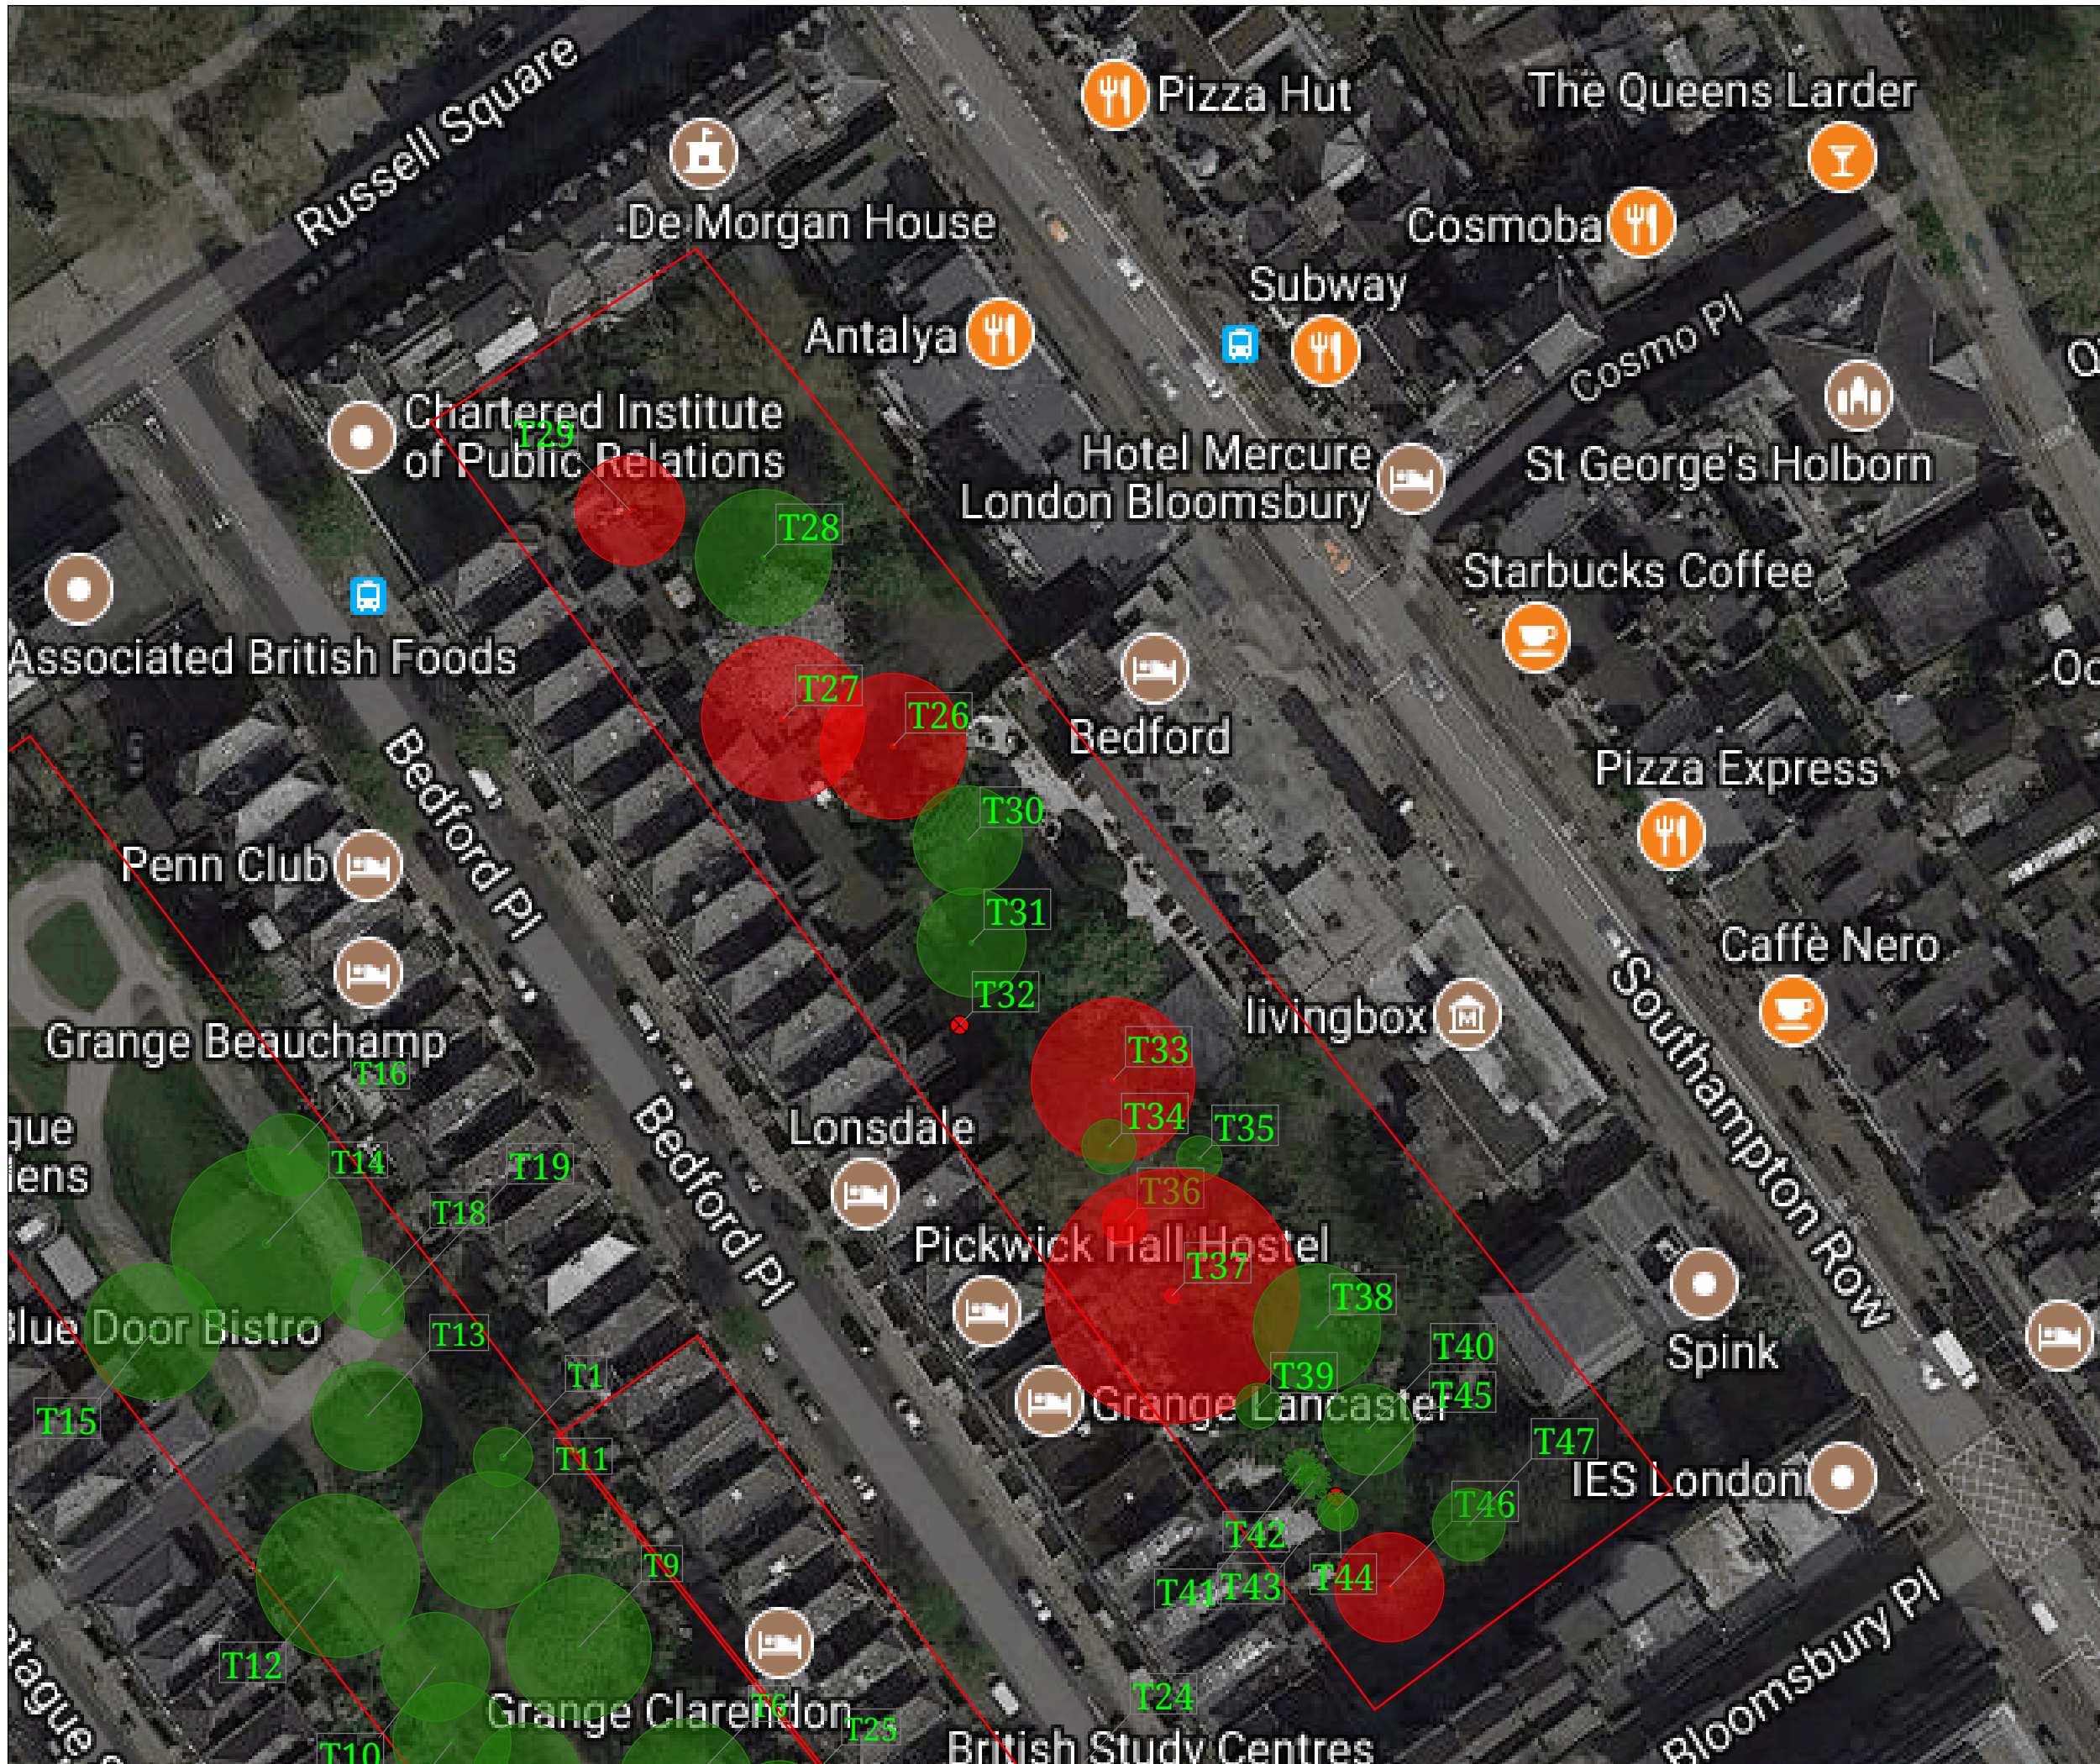 Russell Square
Pizza Hut
The Queens Larder
De Morgan House
Cosmoba
Subway
Antalya
Cosmo Pl
Chartered Institute
of Public Relations
T29
Hotel Mercure
London Bloomsbury
St George's Holborn
T28
Starbucks Coffee
Associated British Foods
T27
T26
Bedford
Bedford Pl
Pizza Express
T30
Penn Club
T31
Caffè Nero
T32
Southampton Row
livingbox
Grange Beauchamp
T16
T33
Lonsdale
T34
T35
gue
ens
T14
T19
T18
T36
Bedford Pl
Pickwick Hall Hostel
T37
T38
Blue Door Bistro
T13
Spink
T40
T1
T39
Grange Lancaster
T45
T15
T47
T11
IES London
T46
T42
T9
T41
T43
T44
T12
Bloomsbury Pl
T24
Grange Clarendon
T6
T25
British Study Centres
T10
tague S